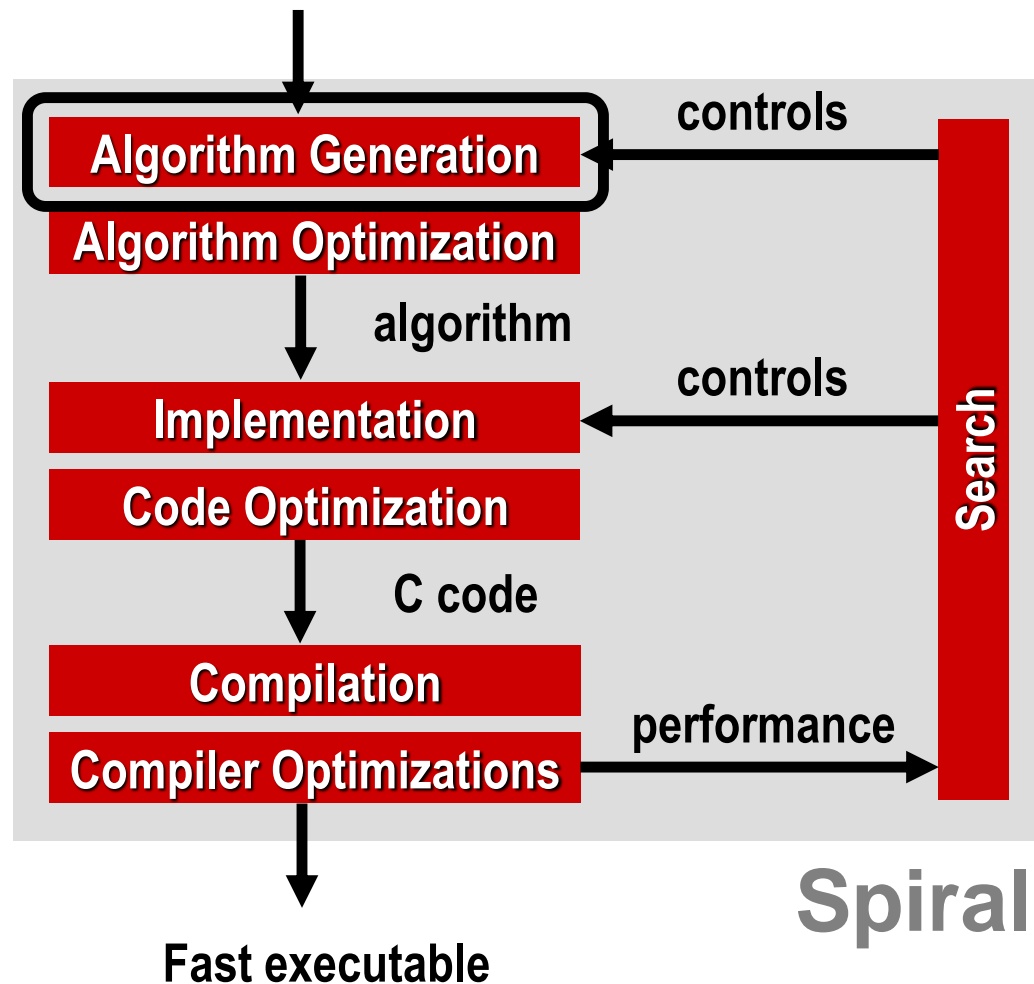 controls
Algorithm Generation
Algorithm Optimization
algorithm
controls
Implementation
Search
Code Optimization
C code
Compilation
performance
Compiler Optimizations
Spiral
Fast executable